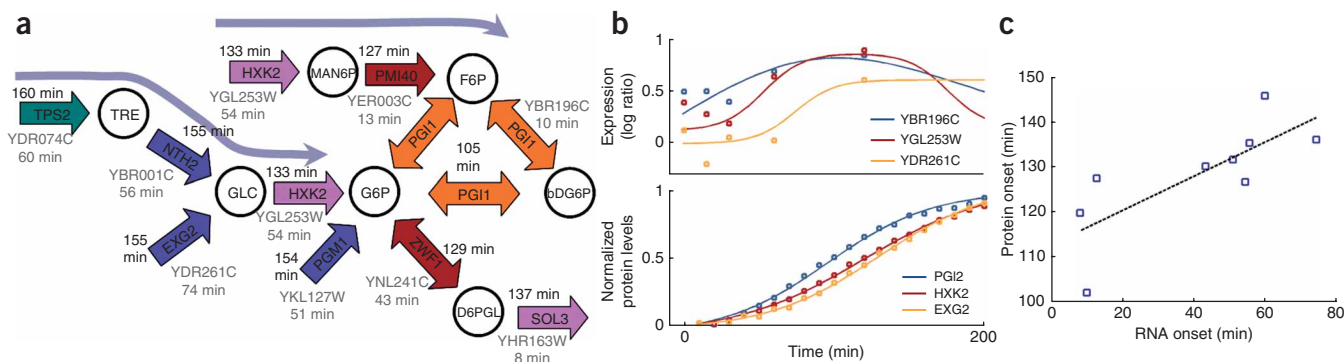 a
133 min
HXK2
YGL253W
54 min
MAN6P
127 min
PMI40
YER003C
13 min
F6P
YBR196C
10 min
PGI1
PGI1
160 min
TPS2
YDR074C
60 min
TRE
155 min
NTH2
YBR001C
56 min
GLC
133 min
HXK2
YGL253W
54 min
G6P
105
min
PGI1
bDG6P
155
min
EXG2
YDR261C
74 min
154
min
PGM1
YKL127W
51 min
ZWF1
129 min
YNL241C
43 min
D6PGL
137 min
SOL3
YHR163W
8 min
b
Expression
(log ratio)
1
0.5
0
YBR196C
YGL253W
YDR261C
Normalized
protein levels
1
0.5
0
PGI2
HXK2
EXG2
0
200
Time (min)
c
Protein onset (min)
150
140
130
120
110
100
0
20
40
60
80
RNA onset (min)